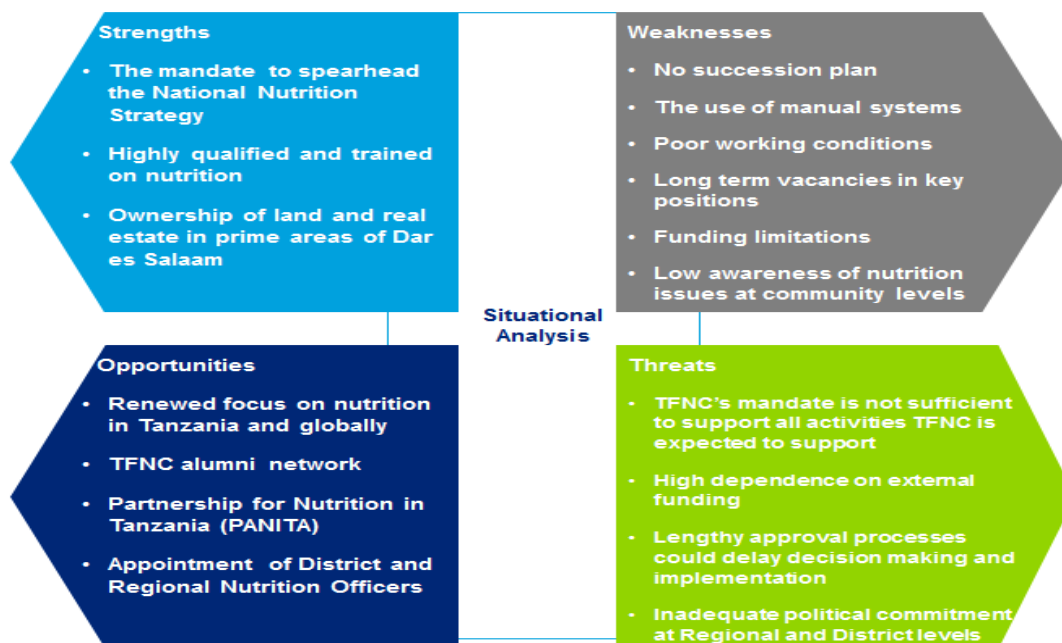 Strengths
• The mandate to spearhead
the National Nutrition
Strategy
• Highly qualified and trained
on nutrition
• Ownership of land and real
estate in prime areas of Dar
es Salaam
Weaknesses
• No succession plan
• The use of manual systems
• Poor working conditions
• Long term vacancies in key
positions
• Funding limitations
• Low awareness of nutrition
issues at community levels
Situational
Analysis
Opportunities
• Renewed focus on nutrition
in Tanzania and globally
• TFNC alumni network
• Partnership for Nutrition in
Tanzania (PANITA)
• Appointment of District and
Regional Nutrition Officers
Threats
• TFNC's mandate is not sufficient
to support all activities TFNC is
expected to support
• High dependence on external
funding
• Lengthy approval processes
could delay decision making and
implementation
• Inadequate political commitment
at Regional and District levels